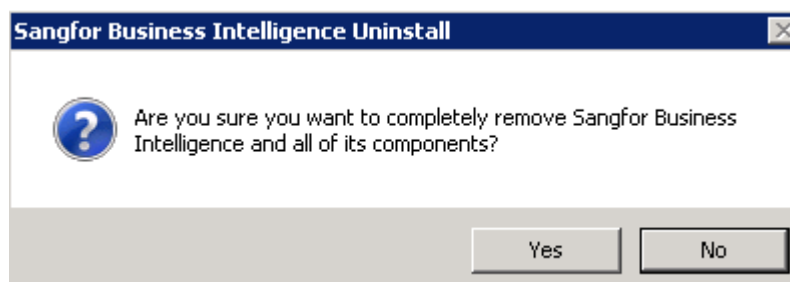 Sangfor Business Intelligence Uninstall
Are you sure you want to completely remove Sangfor Business
Intelligence and all of its components?
Yes
No